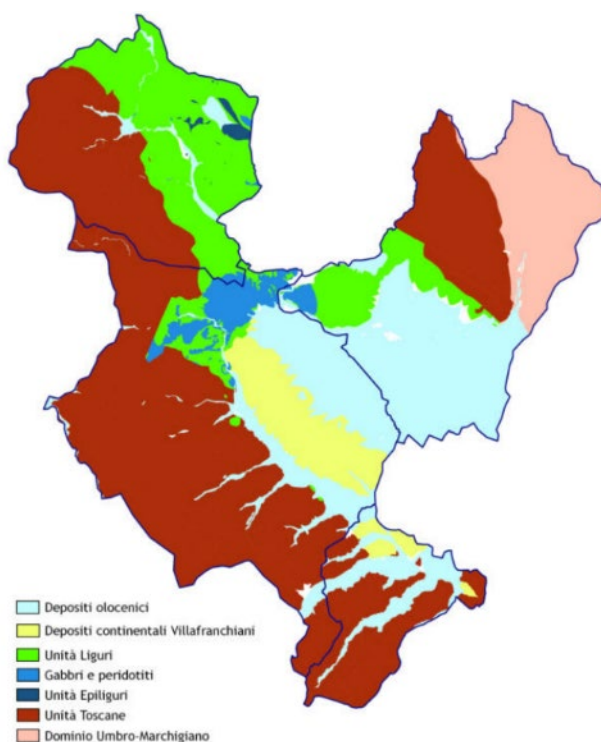 Depositi olocenici
Depositi continentali Villafranchiani
Unità Liguri
Gabbri e peridotiti
Unità Epiliguri
Unità Toscane
Dominio Umbro-Marchigiano